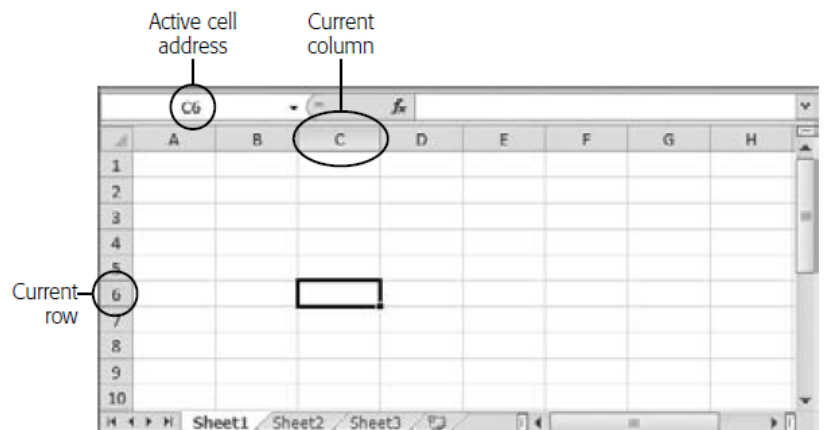 Active cell
address
Current
column
C6
fx
A B C D E F G H
1
2
3
4
5
Current
row
6
7
8
9
10
Sheet1 Sheet2 Sheet3